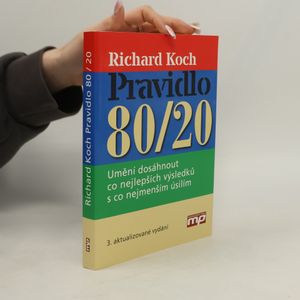 Richard Koch
Pravidlo
80/20
Umění dosáhnout
co nejlepších výsledků
s co nejmenším úsilím
3. aktualizované vydání
mp
Richard Koch Pravidlo 80 / 20
mp